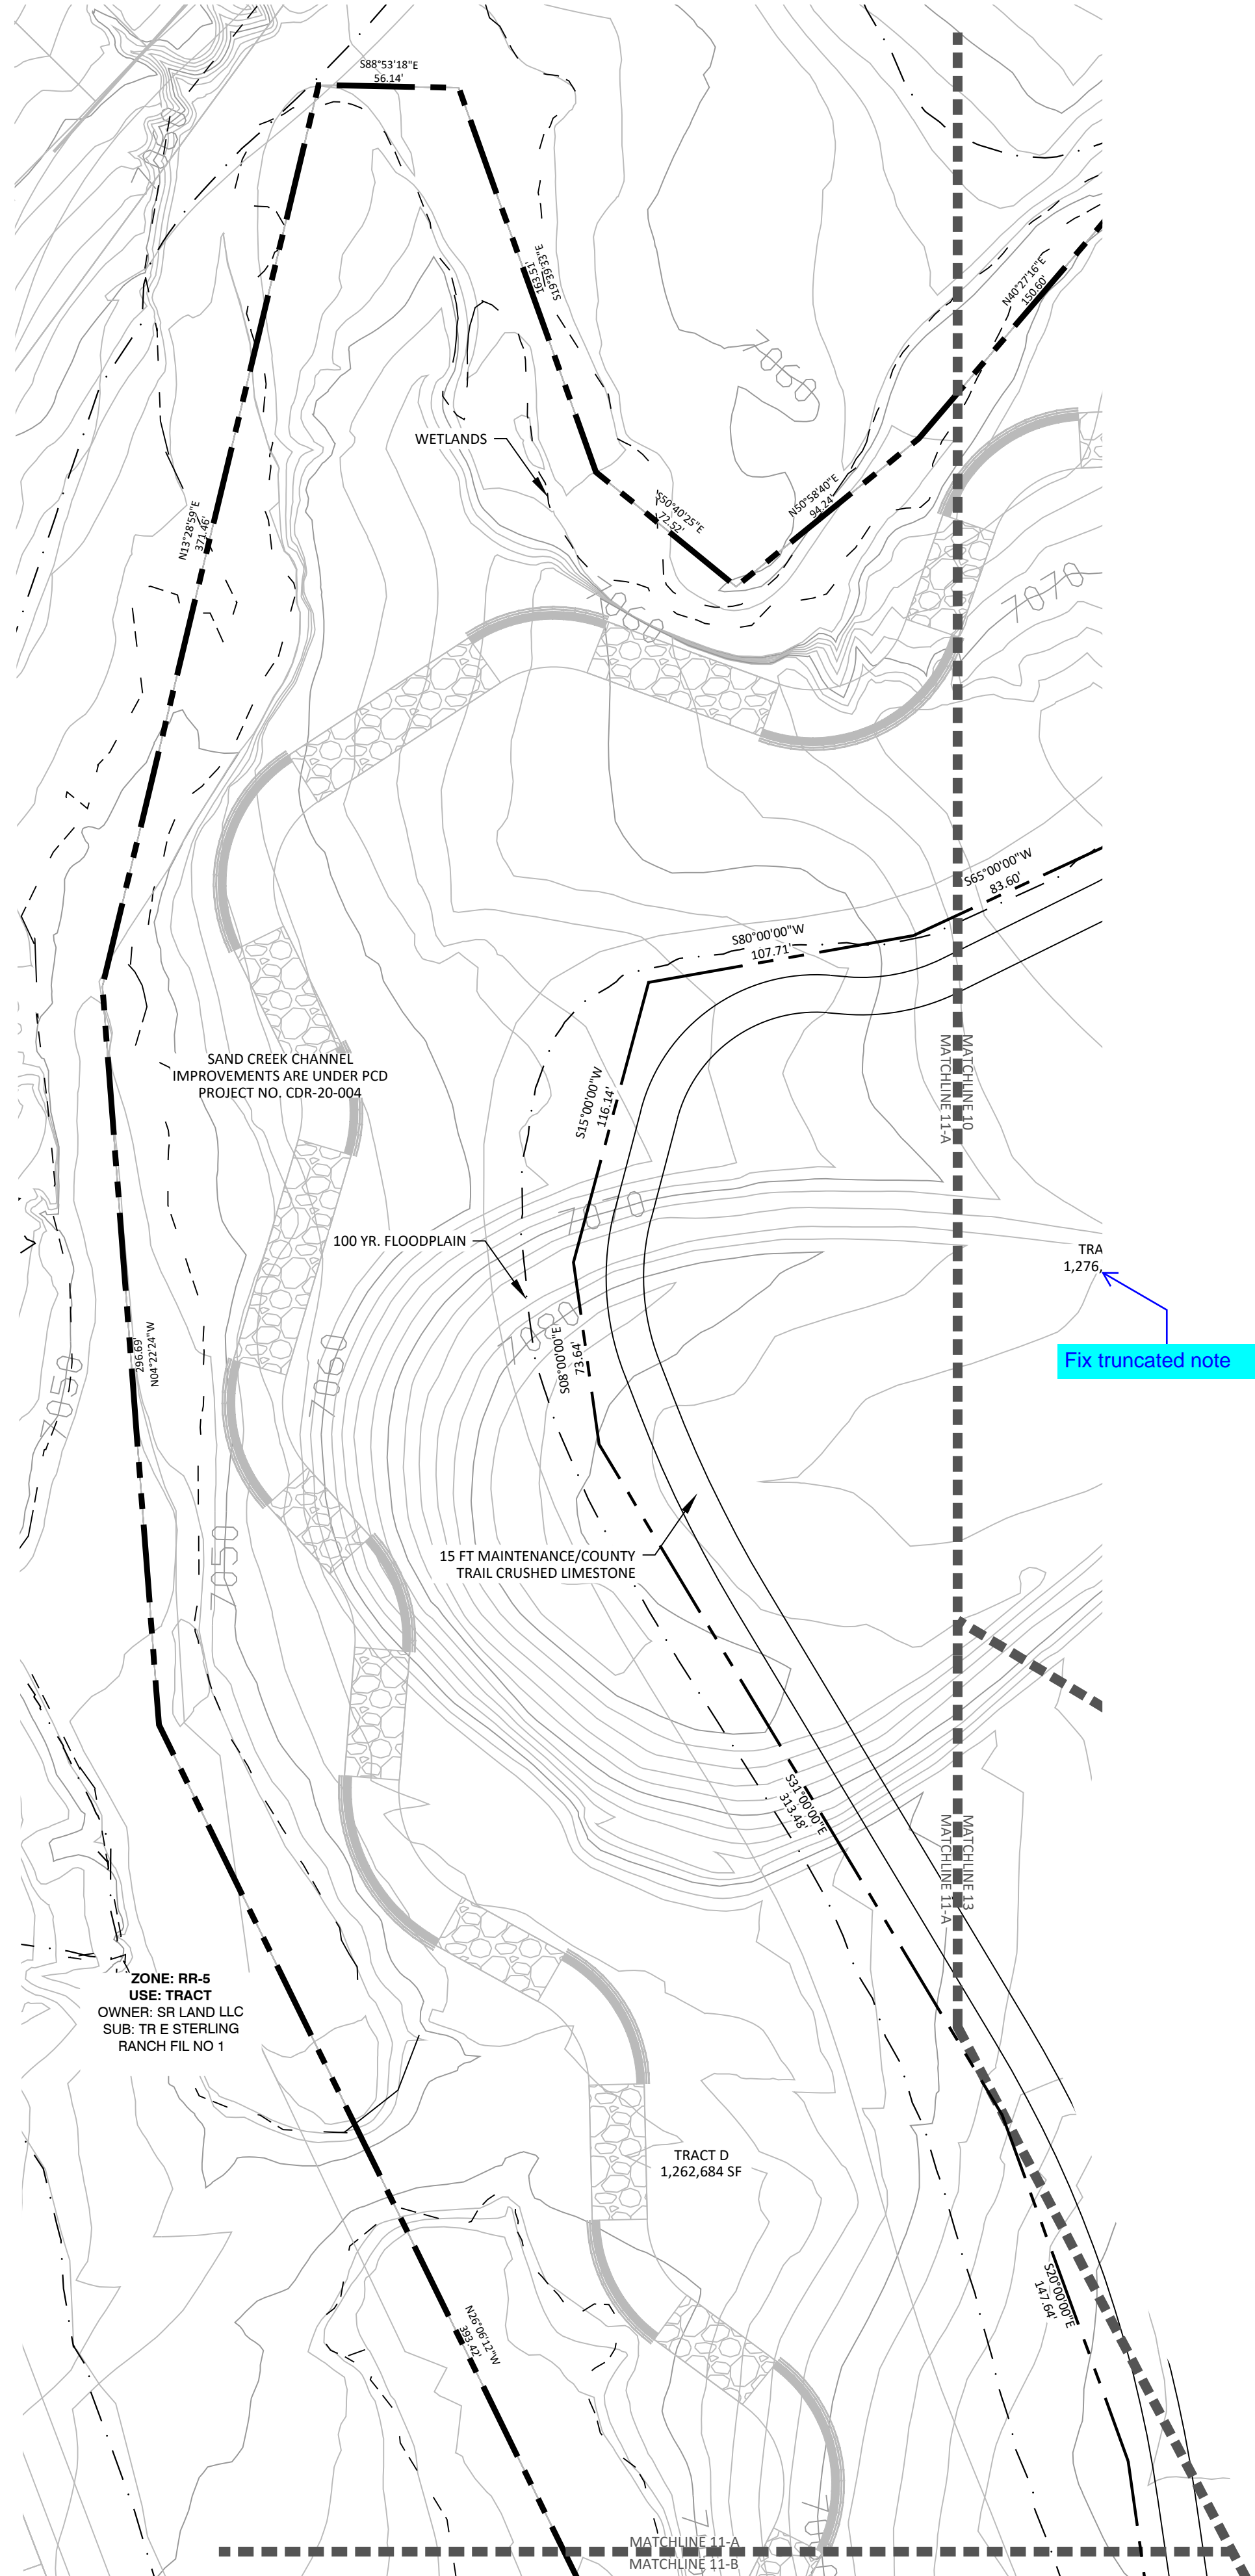 S88°53'18"E
56.14'
S19°39'33"E
163.51'
N40°27'16"E
150.60'
7060
WETLANDS
N13°28'59"E
371.46'
S50°40'25"E
72.52'
N50°58'40"E
94.24'
7060
7070
S65°00'00"W
83.60'
S80°00'00"W
107.71'
SAND CREEK CHANNEL
IMPROVEMENTS ARE UNDER PCD
PROJECT NO. CDR-20-004
MATCHLINE 10
MATCHLINE 11-A
S15°00'00"W
116.14'
7070
100 YR. FLOODPLAIN
TRA
1,276,
Fix truncated note
7080
S08°00'00"E
73.64'
296.69'
N04°22'24"W
7050
7060
7050
15 FT MAINTENANCE/COUNTY
TRAIL CRUSHED LIMESTONE
S31°00'00"E
313.48'
MATCHLINE 13
MATCHLINE 11-A
ZONE: RR-5
USE: TRACT
OWNER: SR LAND LLC
SUB: TR E STERLING
RANCH FIL NO 1
TRACT D
1,262,684 SF
S20°00'00"E
147.64'
N26°06'12"W
393.42'
MATCHLINE 11-A
MATCHLINE 11-B